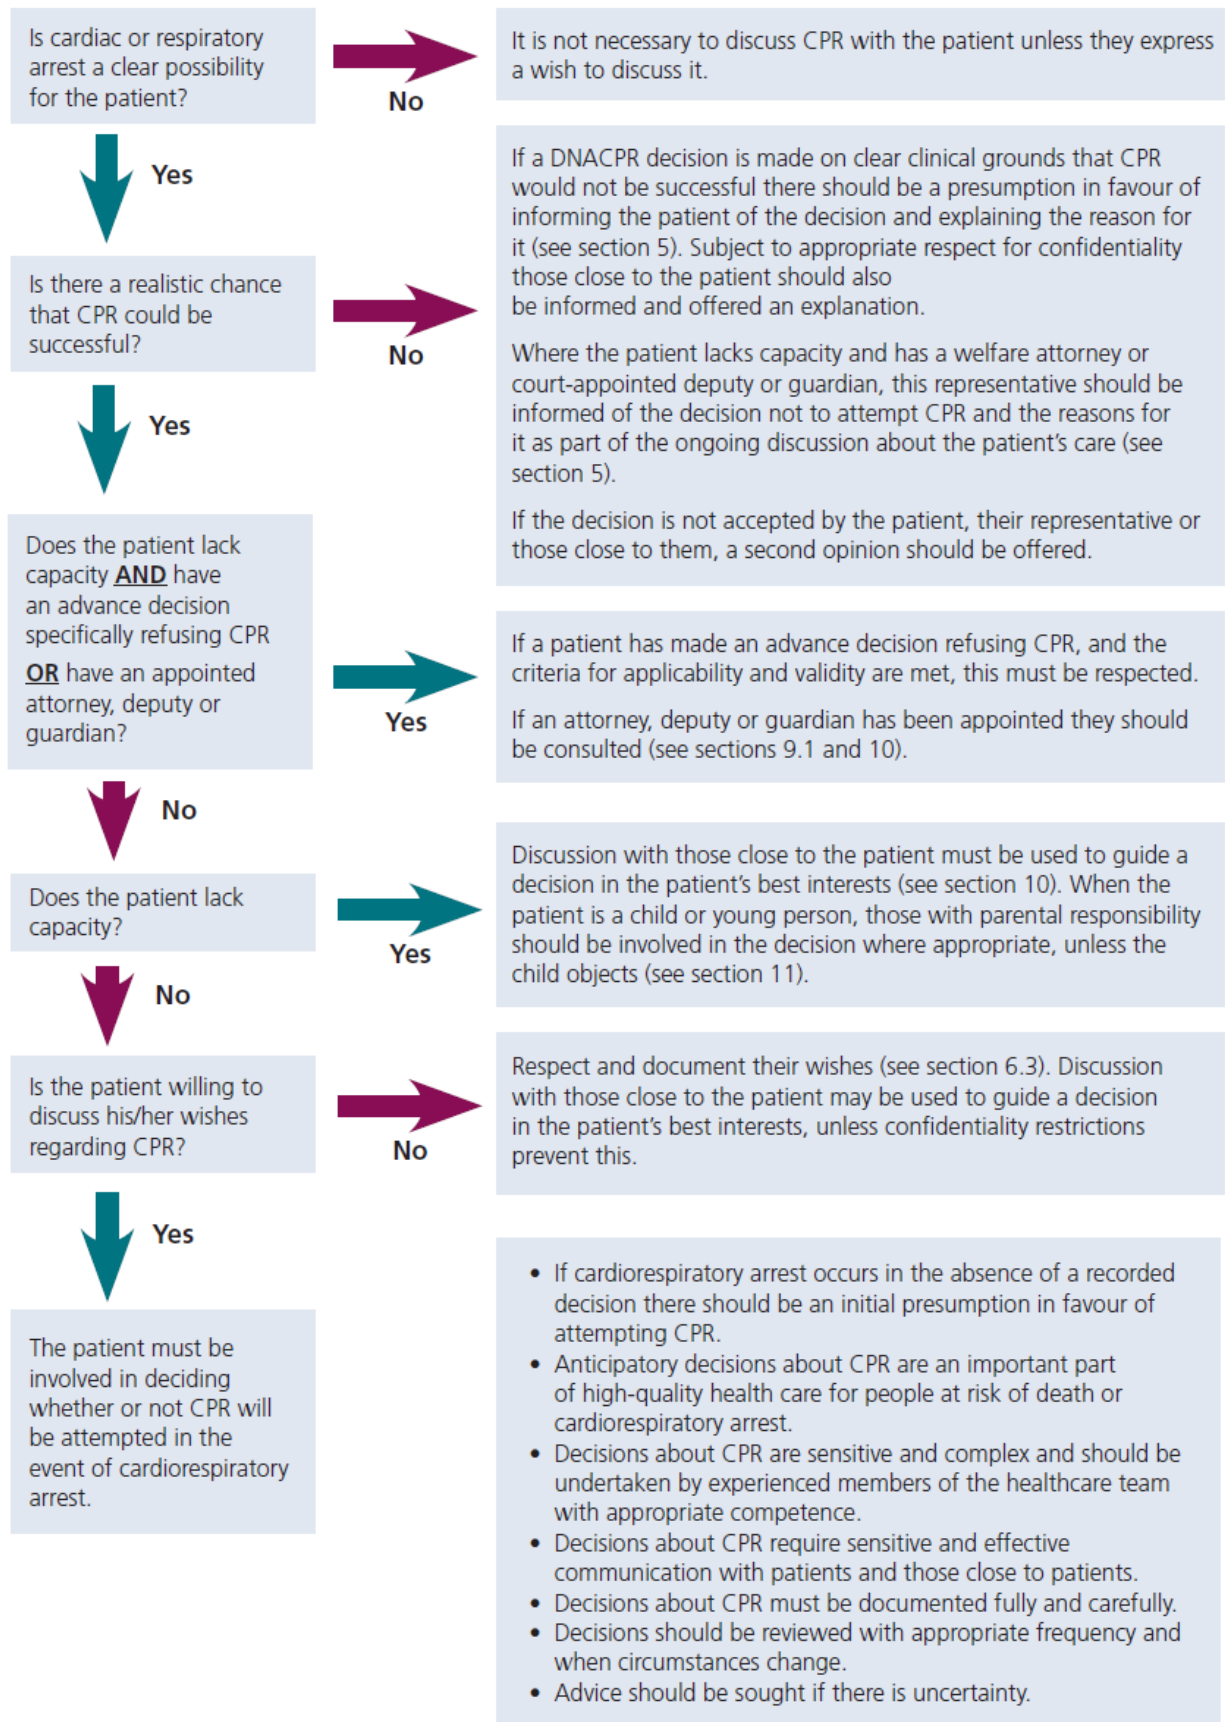 Is cardiac or respiratory
arrest a clear possibility
for the patient?
No
It is not necessary to discuss CPR with the patient unless they express
a wish to discuss it.
Yes
Is there a realistic chance
that CPR could be
successful?
No
If a DNACPR decision is made on clear clinical grounds that CPR
would not be successful there should be a presumption in favour of
informing the patient of the decision and explaining the reason for
it (see section 5). Subject to appropriate respect for confidentiality
those close to the patient should also
be informed and offered an explanation.
Where the patient lacks capacity and has a welfare attorney or
court-appointed deputy or guardian, this representative should be
informed of the decision not to attempt CPR and the reasons for
it as part of the ongoing discussion about the patient's care (see
section 5).
If the decision is not accepted by the patient, their representative or
those close to them, a second opinion should be offered.
Yes
Does the patient lack
capacity AND have
an advance decision
specifically refusing CPR
OR have an appointed
attorney, deputy or
guardian?
Yes
If a patient has made an advance decision refusing CPR, and the
criteria for applicability and validity are met, this must be respected.
If an attorney, deputy or guardian has been appointed they should
be consulted (see sections 9.1 and 10).
No
Does the patient lack
capacity?
Yes
Discussion with those close to the patient must be used to guide a
decision in the patient's best interests (see section 10). When the
patient is a child or young person, those with parental responsibility
should be involved in the decision where appropriate, unless the
child objects (see section 11).
No
Is the patient willing to
discuss his/her wishes
regarding CPR?
No
Respect and document their wishes (see section 6.3). Discussion
with those close to the patient may be used to guide a decision
in the patient's best interests, unless confidentiality restrictions
prevent this.
Yes
The patient must be
involved in deciding
whether or not CPR will
be attempted in the
event of cardiorespiratory
arrest.
• If cardiorespiratory arrest occurs in the absence of a recorded
decision there should be an initial presumption in favour of
attempting CPR.
• Anticipatory decisions about CPR are an important part
of high-quality health care for people at risk of death or
cardiorespiratory arrest.
• Decisions about CPR are sensitive and complex and should be
undertaken by experienced members of the healthcare team
with appropriate competence.
• Decisions about CPR require sensitive and effective
communication with patients and those close to patients.
• Decisions about CPR must be documented fully and carefully.
• Decisions should be reviewed with appropriate frequency and
when circumstances change.
• Advice should be sought if there is uncertainty.